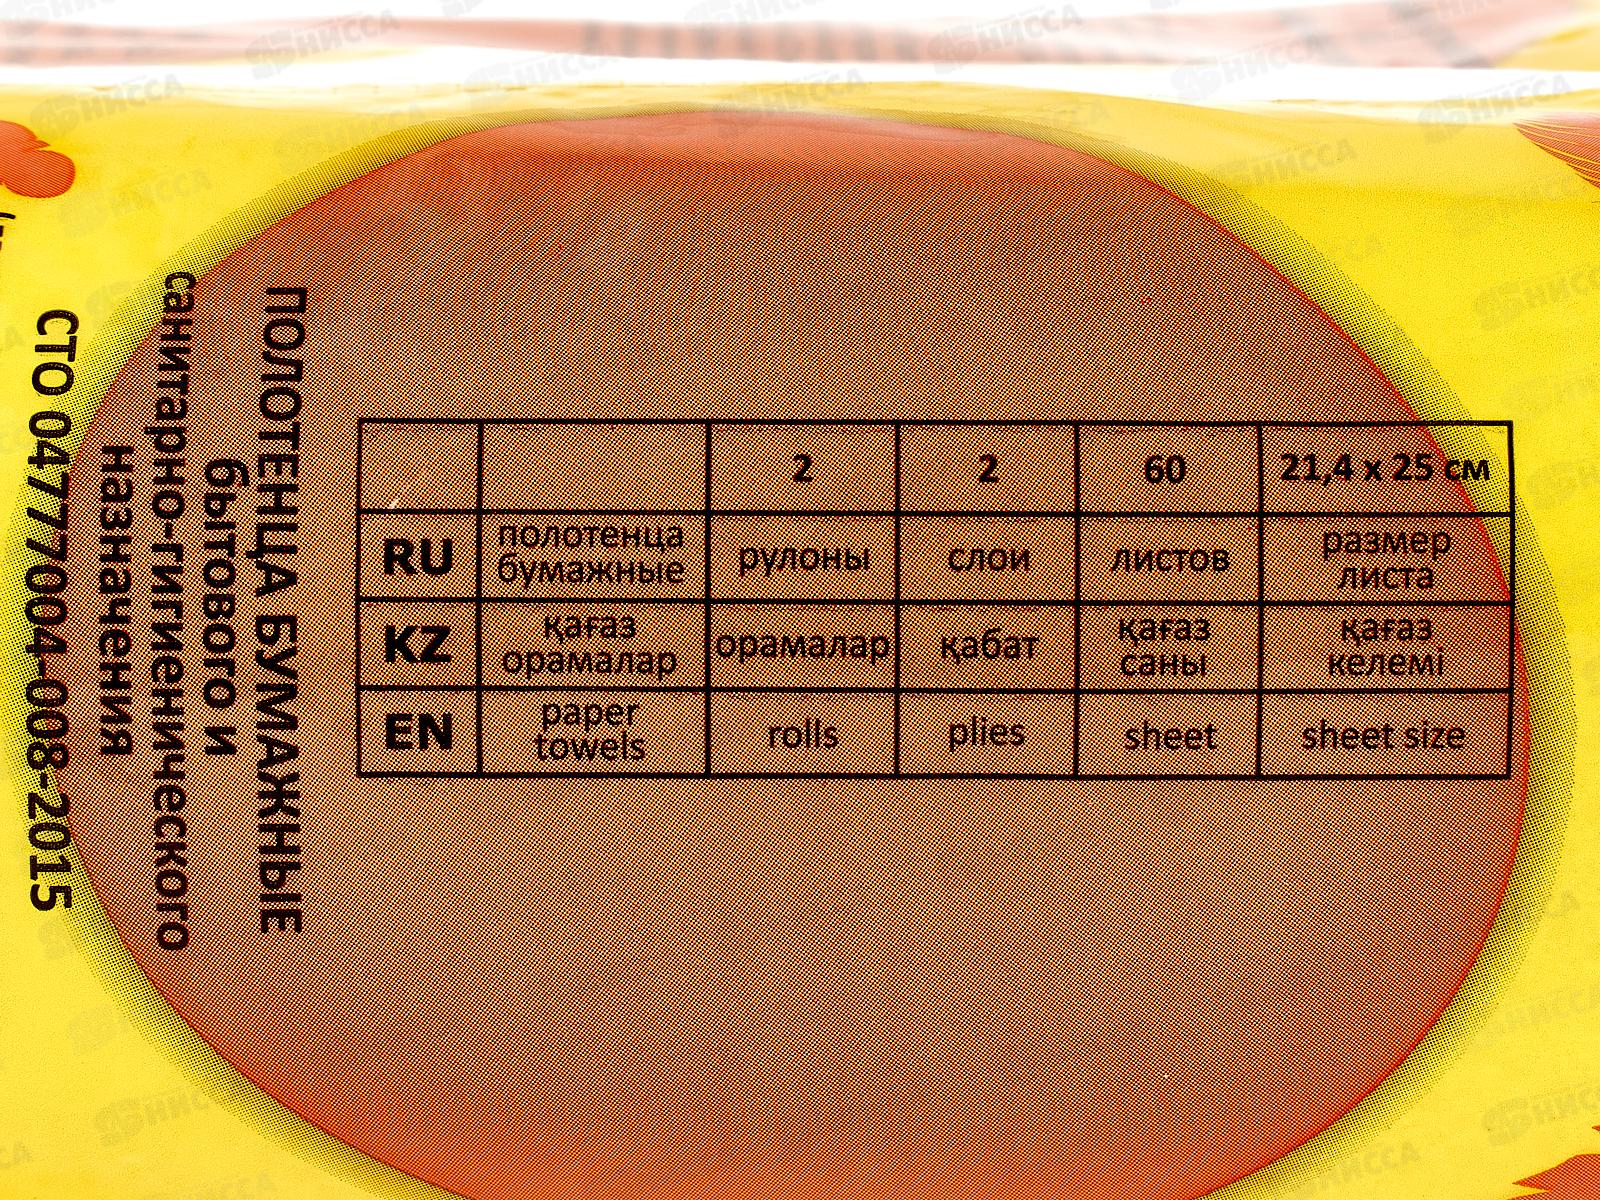 ПОЛОТЕНЦА БУМАЖНЫЕ
бытового и
санитарно-гигиенического
назначения
СТО 04777004-008-2015
2 2 60 21,4 x 25 см
RU полотенца бумажные рулоны слои листов размер листа
KZ қағаз орамалар орамалар қабат қағаз саны қағаз келемі
EN paper towels rolls plies sheet sheet size
НИССА